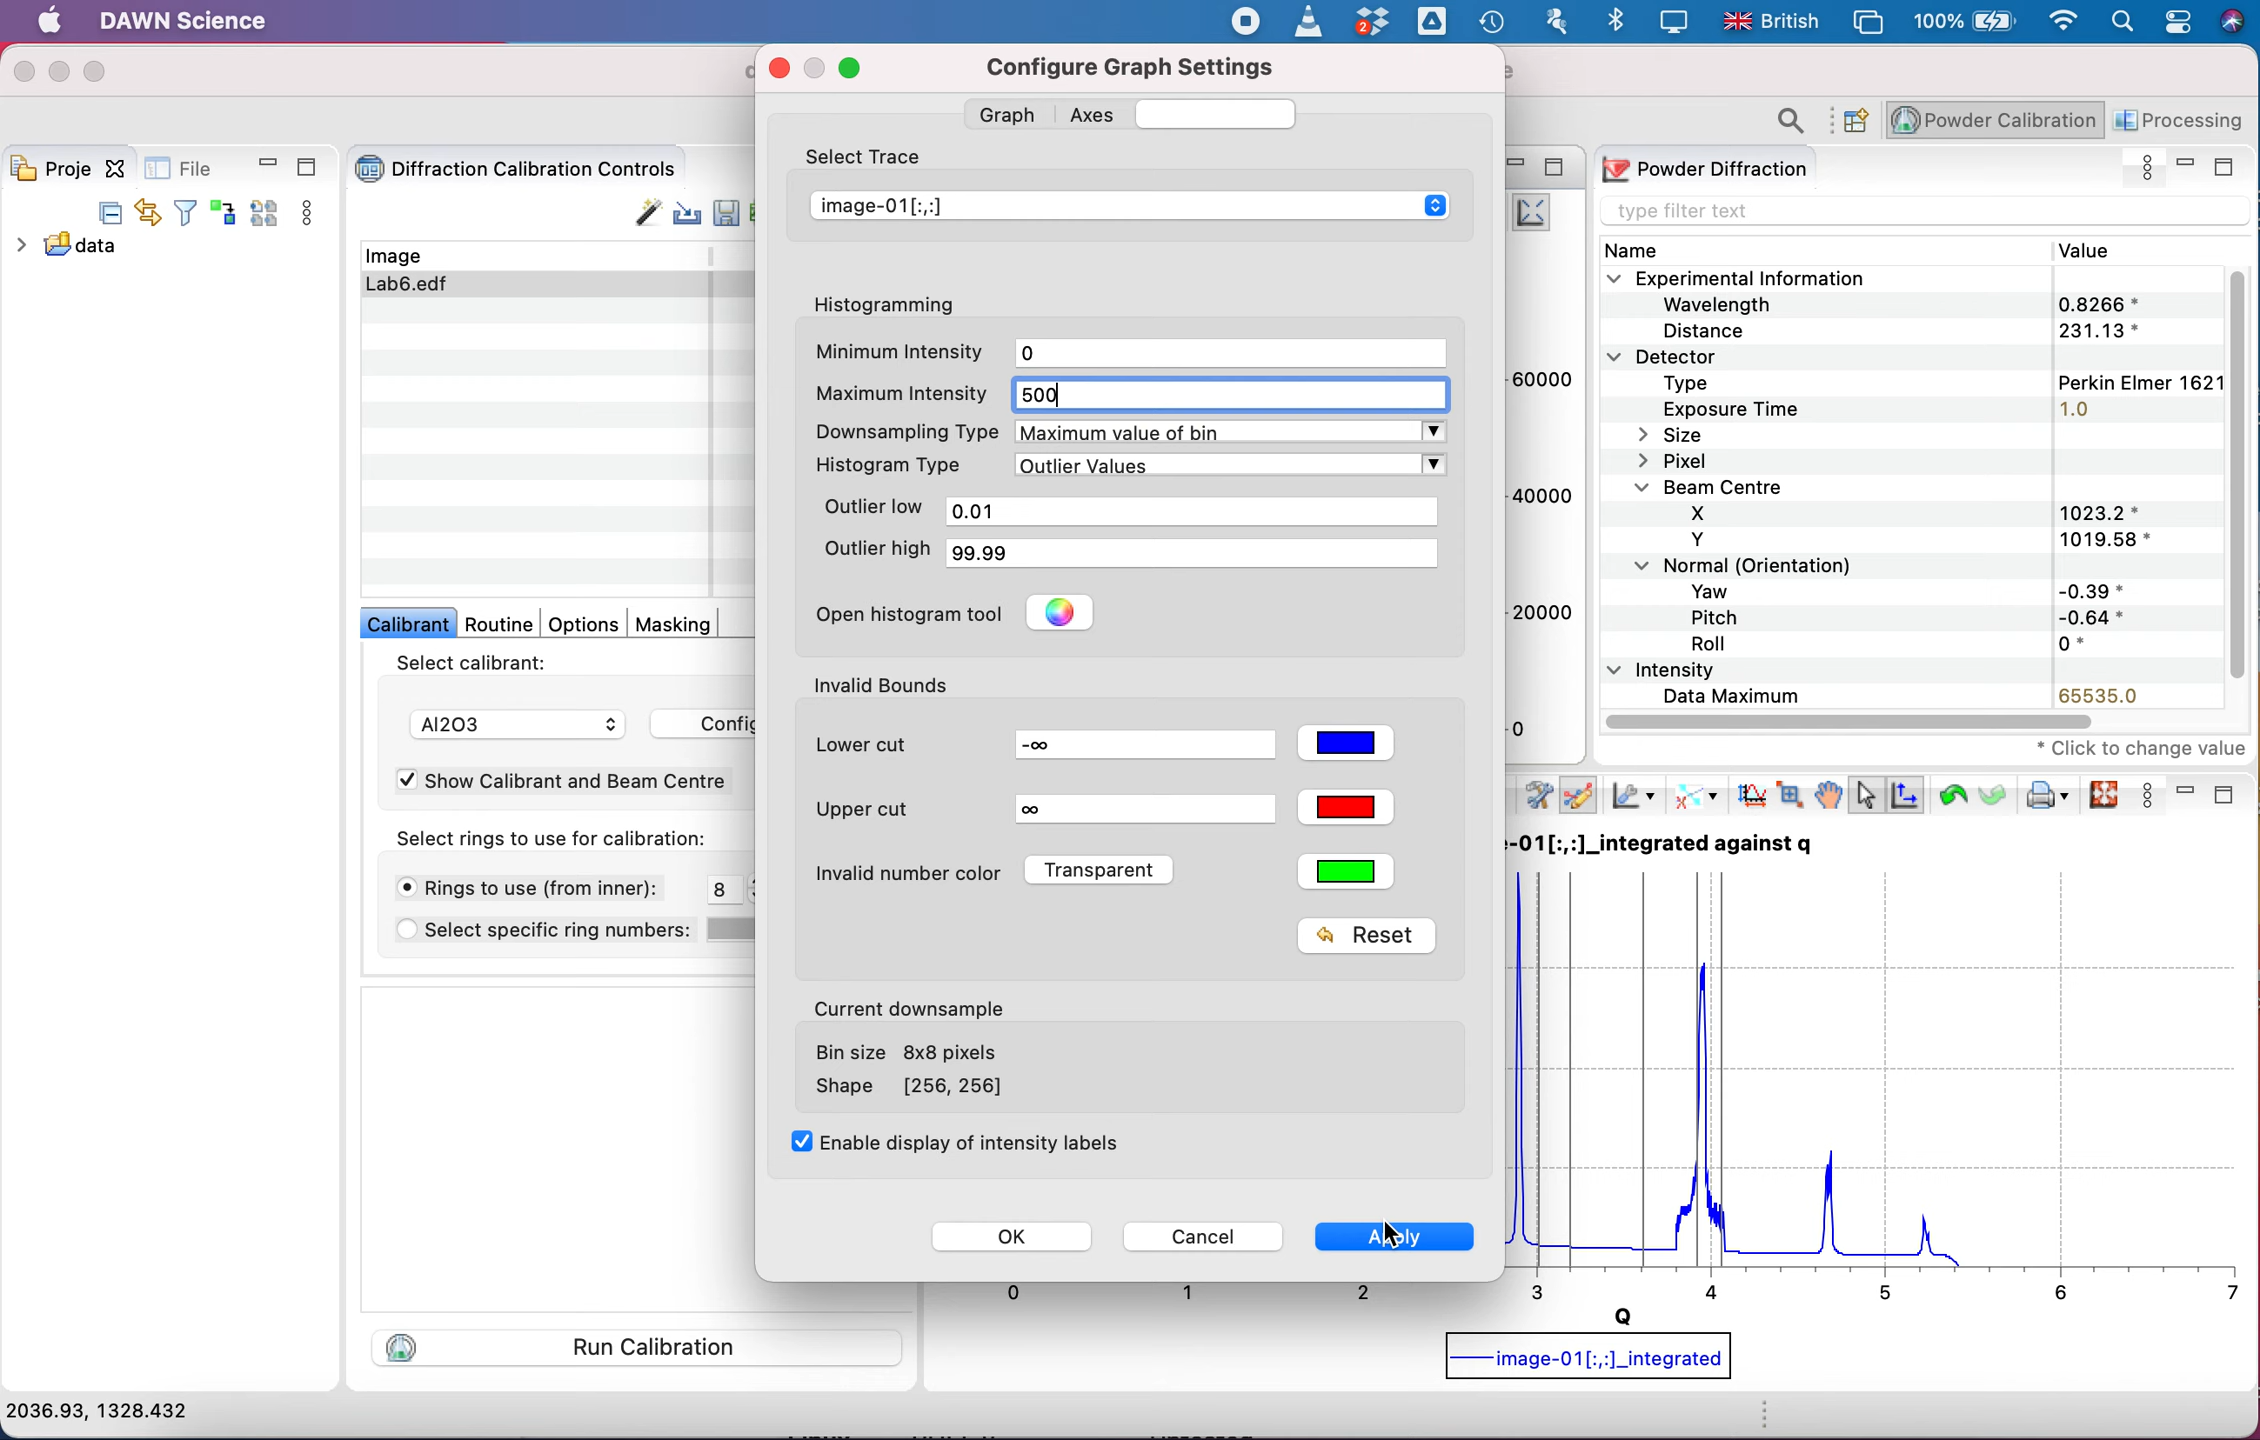 DAWN Science
2
British
100%
Configure Graph Settings
Powder Calibration
Processing
Proje
File
Diffraction Calibration Controls
Graph
Axes
Powder Diffraction
Select Trace
image-01[:,:]
type filter text
data
Image
Lab6.edf
Name
Value
Experimental Information
Wavelength
0.8266 *
Distance
231.13 *
Detector
Type
Perkin Elmer 1621
Exposure Time
1.0
Size
Pixel
Beam Centre
X
1023.2 *
Y
1019.58 *
Normal (Orientation)
Yaw
-0.39 *
Pitch
-0.64 *
Roll
0 *
Intensity
Data Maximum
65535.0
* Click to change value
Histogramming
Minimum Intensity
0
Maximum Intensity
500
Downsampling Type
Maximum value of bin
Histogram Type
Outlier Values
Outlier low
0.01
Outlier high
99.99
Open histogram tool
60000
40000
20000
0
Invalid Bounds
Lower cut
-∞
Upper cut
∞
Invalid number color
Transparent
Reset
Current downsample
Bin size 8x8 pixels
Shape [256, 256]
Enable display of intensity labels
OK
Cancel
Apply
Calibrant
Routine
Options
Masking
Select calibrant:
Al2O3
Config
Show Calibrant and Beam Centre
Select rings to use for calibration:
Rings to use (from inner):
8
Select specific ring numbers:
Run Calibration
-01[:,:]_integrated against q
0 1 2 3 4 5 6 7
Q
image-01[:,:]_integrated
2036.93, 1328.432